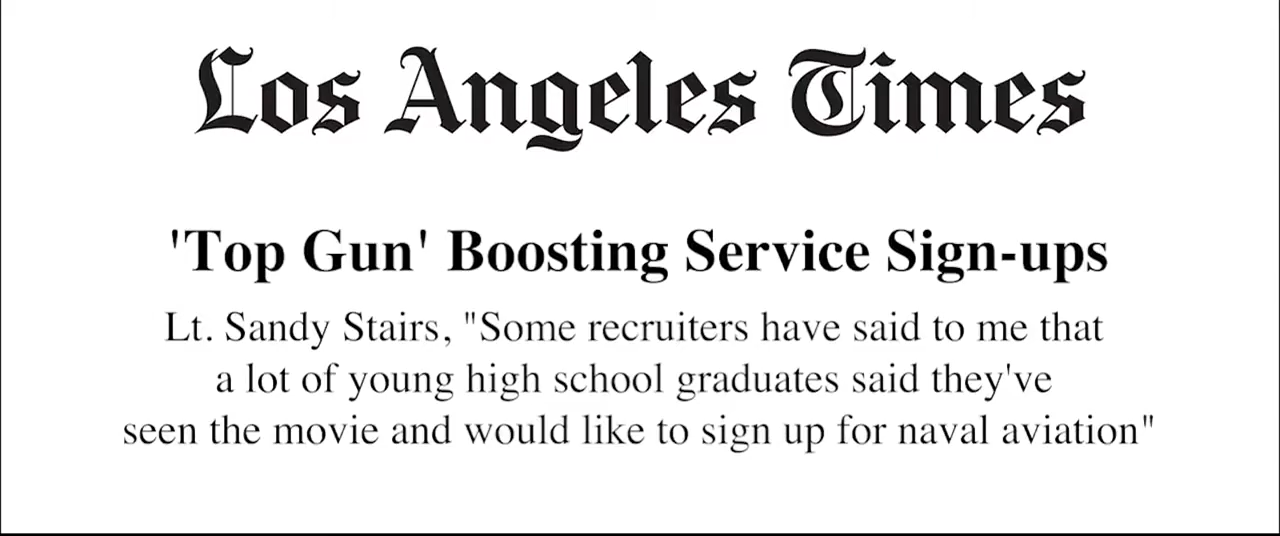 Los Angeles Times
'Top Gun' Boosting Service Sign-ups
Lt. Sandy Stairs, "Some recruiters have said to me that
a lot of young high school graduates said they've
seen the movie and would like to sign up for naval aviation"